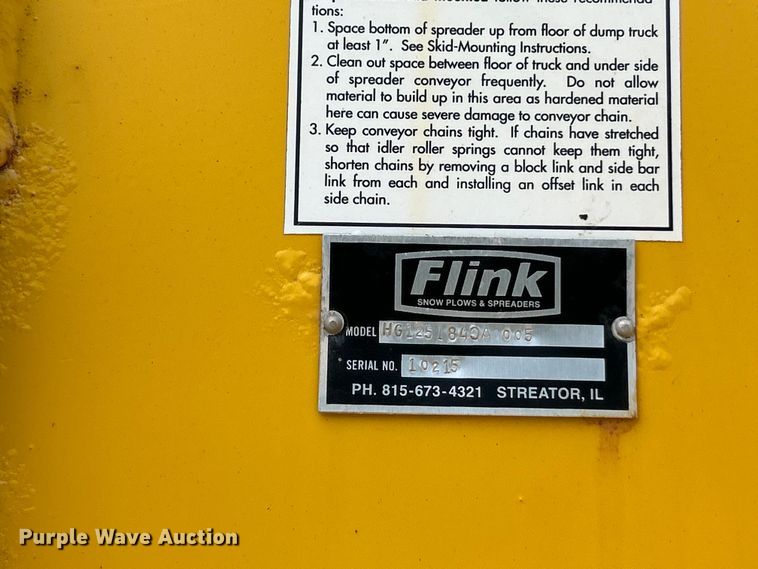 tions:
1. Space bottom of spreader up from floor of dump truck
at least 1". See Skid-Mounting Instructions.
2. Clean out space between floor of truck and under side
of spreader conveyor frequently. Do not allow
material to build up in this area as hardened material
here can cause severe damage to conveyor chain.
3. Keep conveyor chains tight. If chains have stretched
so that idler roller springs cannot keep them tight,
shorten chains by removing a block link and side bar
link from each and installing an offset link in each
side chain.
Flink
SNOW PLOWS & SPREADERS
MODEL
SERIAL NO. 10215
PH. 815-673-4321 STREATOR, IL
Purple Wave Auction